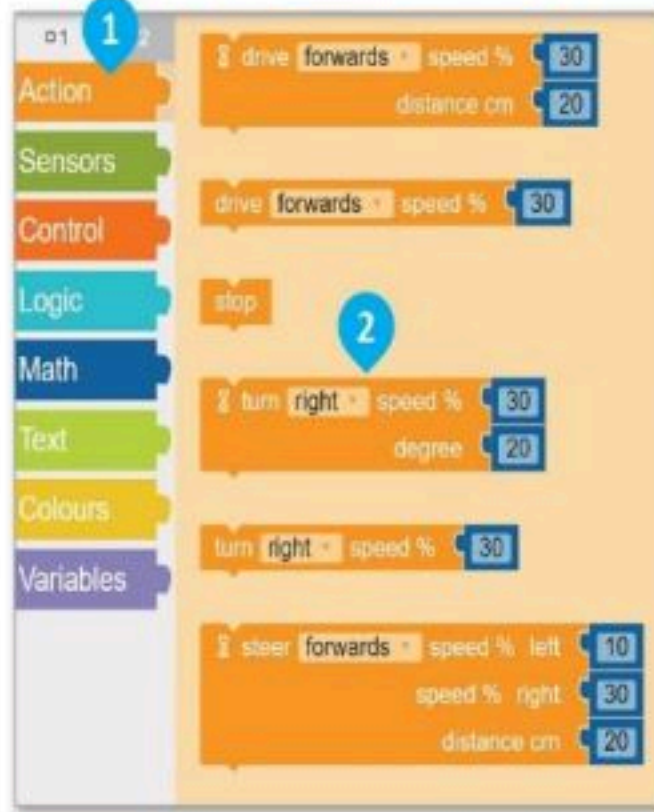 1
1 2
Action
Sensors
Control
Logic
Math
Text
Colours
Variables
drive forwards speed % 30
distance cm 20
drive forwards speed % 30
stop
2
turn right speed % 30
degree 20
turn right speed % 30
steer forwards speed % left 10
speed % right 30
distance cm 20